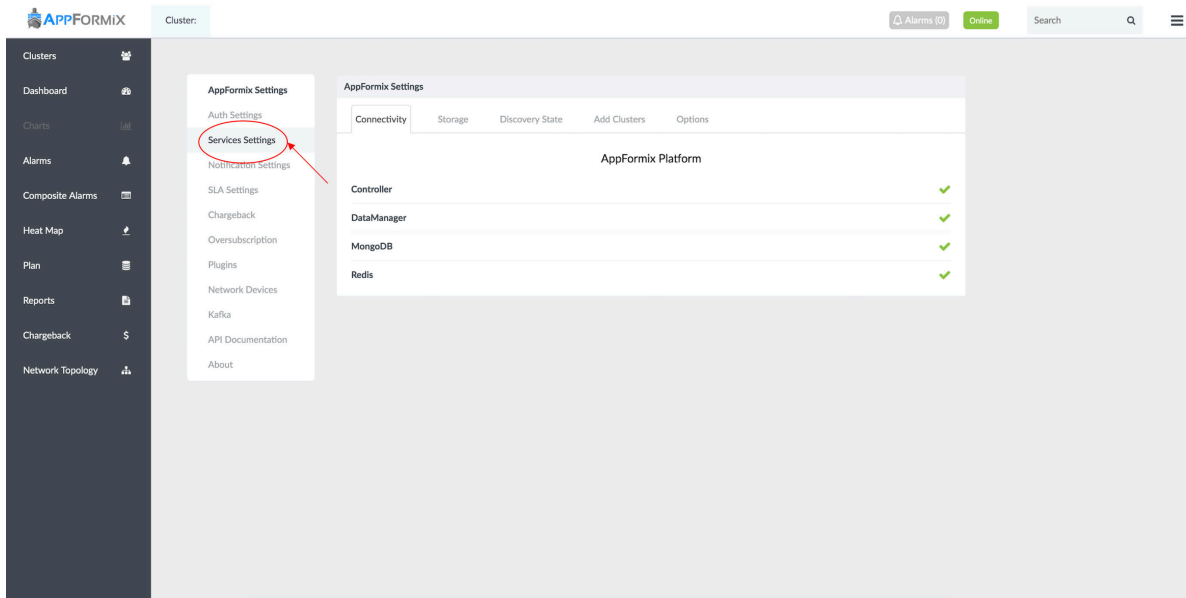 APPFORMIX
Cluster:
Alarms (0)
Online
Search
Clusters
Dashboard
Charts
Alarms
Composite Alarms
Heat Map
Plan
Reports
Chargeback
Network Topology
AppFormix Settings
Auth Settings
Services Settings
Notification Settings
SLA Settings
Chargeback
Oversubscription
Plugins
Network Devices
Kafka
API Documentation
About
AppFormix Settings
Connectivity Storage Discovery State Add Clusters Options
AppFormix Platform
Controller
DataManager
MongoDB
Redis